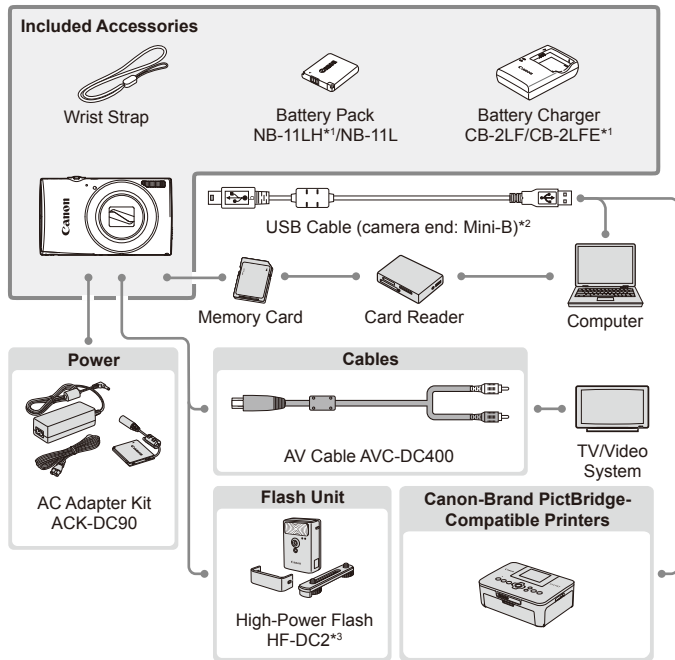 Included Accessories
Wrist Strap
Battery Pack
NB-11LH*1/NB-11L
Battery Charger
CB-2LF/CB-2LFE*1
Canon
USB Cable (camera end: Mini-B)*2
Memory Card
Card Reader
Computer
Power
AC Adapter Kit
ACK-DC90
Cables
AV Cable AVC-DC400
TV/Video
System
Flash Unit
High-Power Flash
HF-DC2*3
Canon-Brand PictBridge-
Compatible Printers